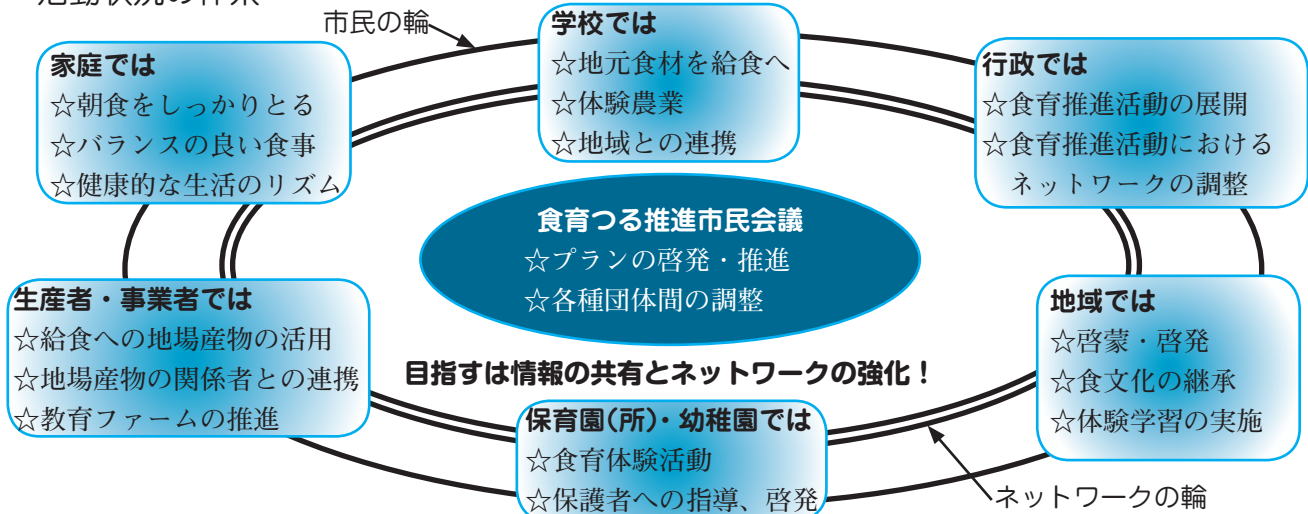 市民の輪
家庭では
☆朝食をしっかりとる
☆バランスの良い食事
☆健康的な生活のリズム
学校では
☆地元食材を給食へ
☆体験農業
☆地域との連携
行政では
☆食育推進活動の展開
☆食育推進活動における
ネットワークの調整
食育つる推進市民会議
☆プランの啓発・推進
☆各種団体間の調整
生産者・事業者では
☆給食への地場産物の活用
☆地場産物の関係者との連携
☆教育ファームの推進
目指すは情報の共有とネットワークの強化！
地域では
☆啓蒙・啓発
☆食文化の継承
☆体験学習の実施
保育園(所)・幼稚園では
☆食育体験活動
☆保護者への指導、啓発
ネットワークの輪